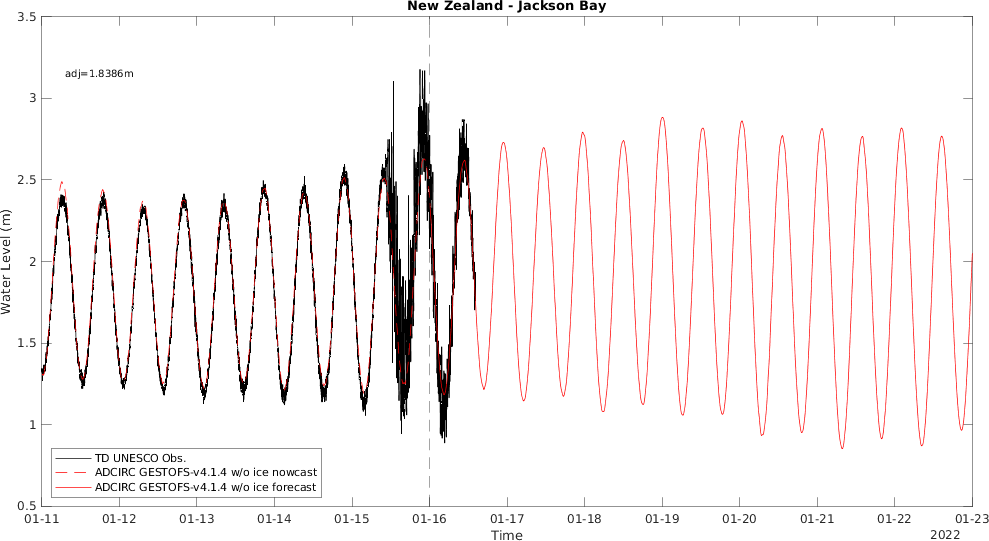 New Zealand - Jackson Bay
3.5
3
2.5
2
1.5
1
0.5
Water Level (m)
adj=1.8386m
TD UNESCO Obs.
ADCIRC GESTOFS-v4.1.4 w/o ice nowcast
ADCIRC GESTOFS-v4.1.4 w/o ice forecast
01-11 01-12 01-13 01-14 01-15 01-16 01-17 01-18 01-19 01-20 01-21 01-22 01-23
Time
2022